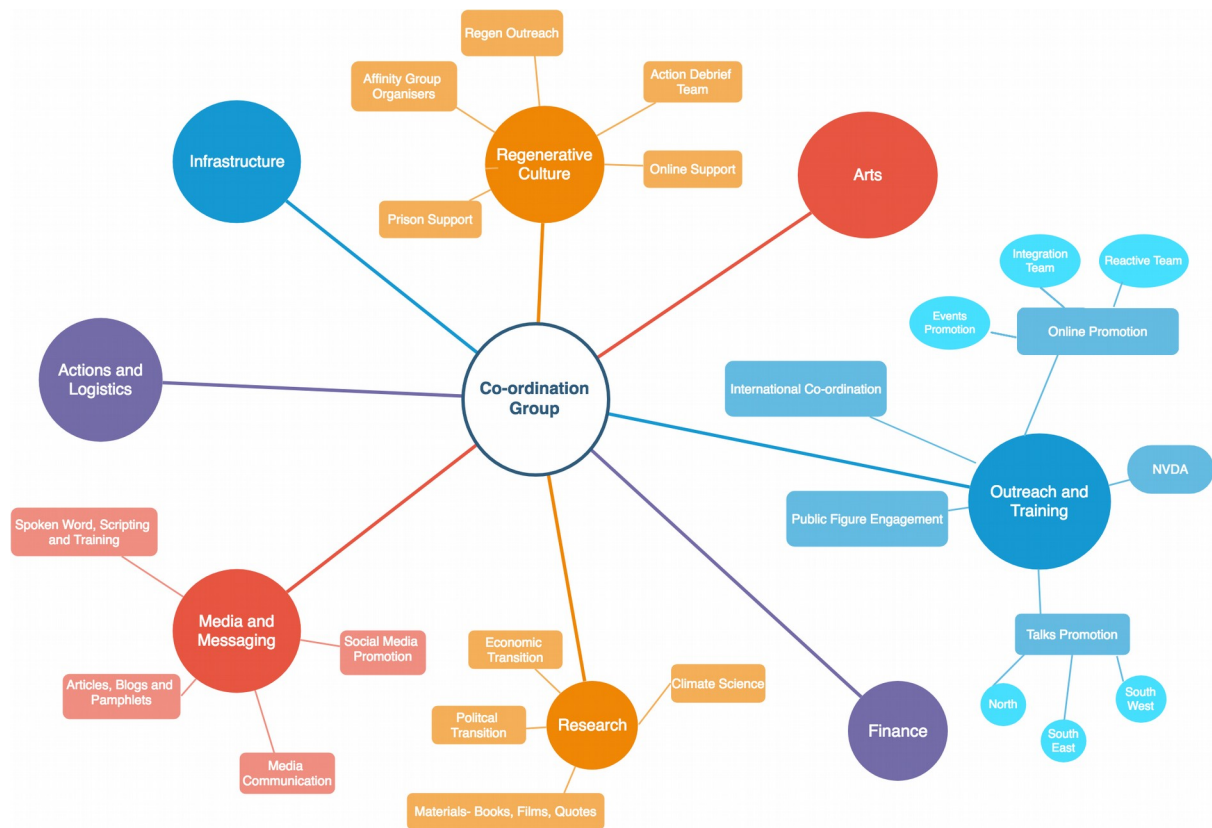 Regen Outreach
Affinity Group
Organisers
Action Debrief
Team
Infrastructure
Regenerative
Culture
Online Support
Arts
Prison Support
Integration
Team
Reactive Team
Events
Promotion
Online Promotion
Actions and
Logistics
Co-ordination
Group
International Co-ordination
NVDA
Outreach and
Training
Public Figure Engagement
Spoken Word, Scripting
and Training
Media and
Messaging
Social Media
Promotion
Articles, Blogs and
Pamphlets
Media
Communication
Economic
Transition
Climate Science
Politcal
Transition
Research
Materials- Books, Films, Quotes
Finance
Talks Promotion
North
South
East
South
West